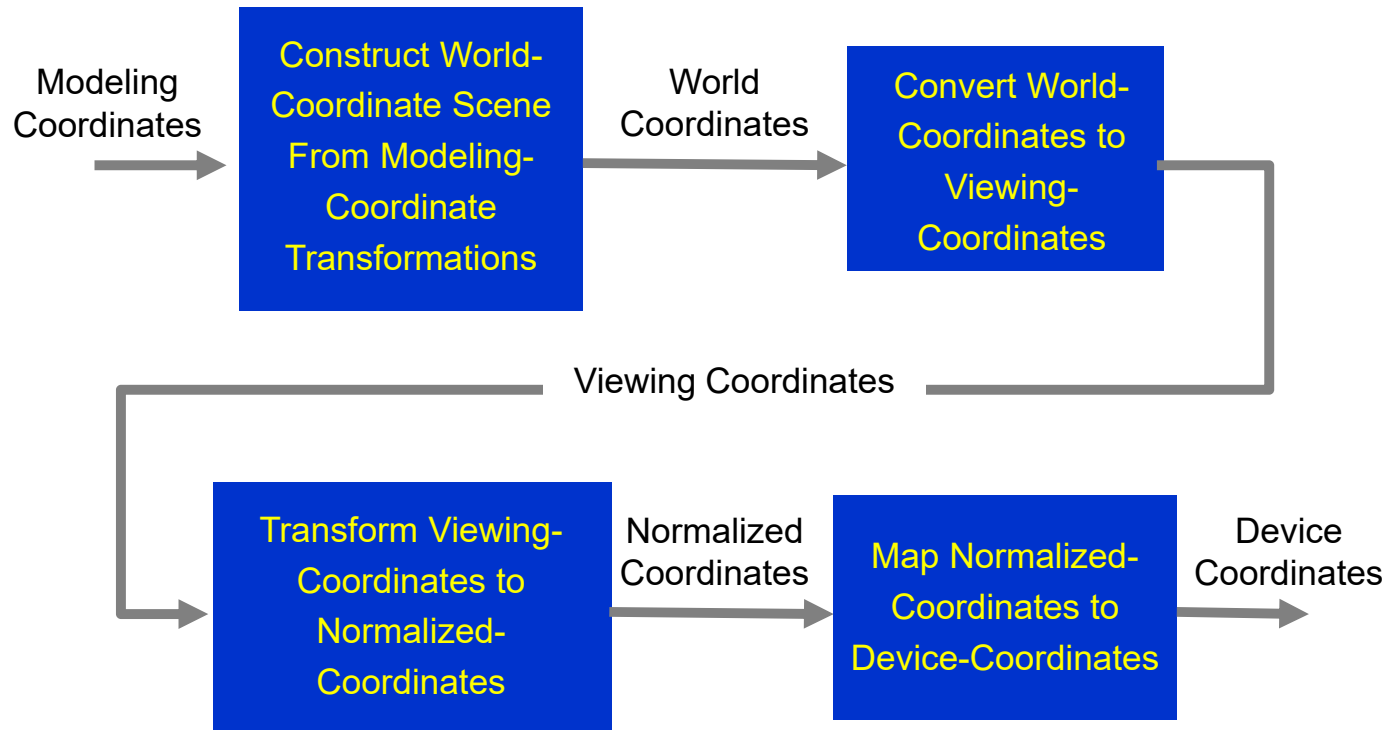 Modeling
Coordinates
Construct World-
Coordinate Scene
From Modeling-
Coordinate
Transformations
World
Coordinates
Convert World-
Coordinates to
Viewing-
Coordinates
Viewing Coordinates
Transform Viewing-
Coordinates to
Normalized-
Coordinates
Normalized
Coordinates
Map Normalized-
Coordinates to
Device-Coordinates
Device
Coordinates